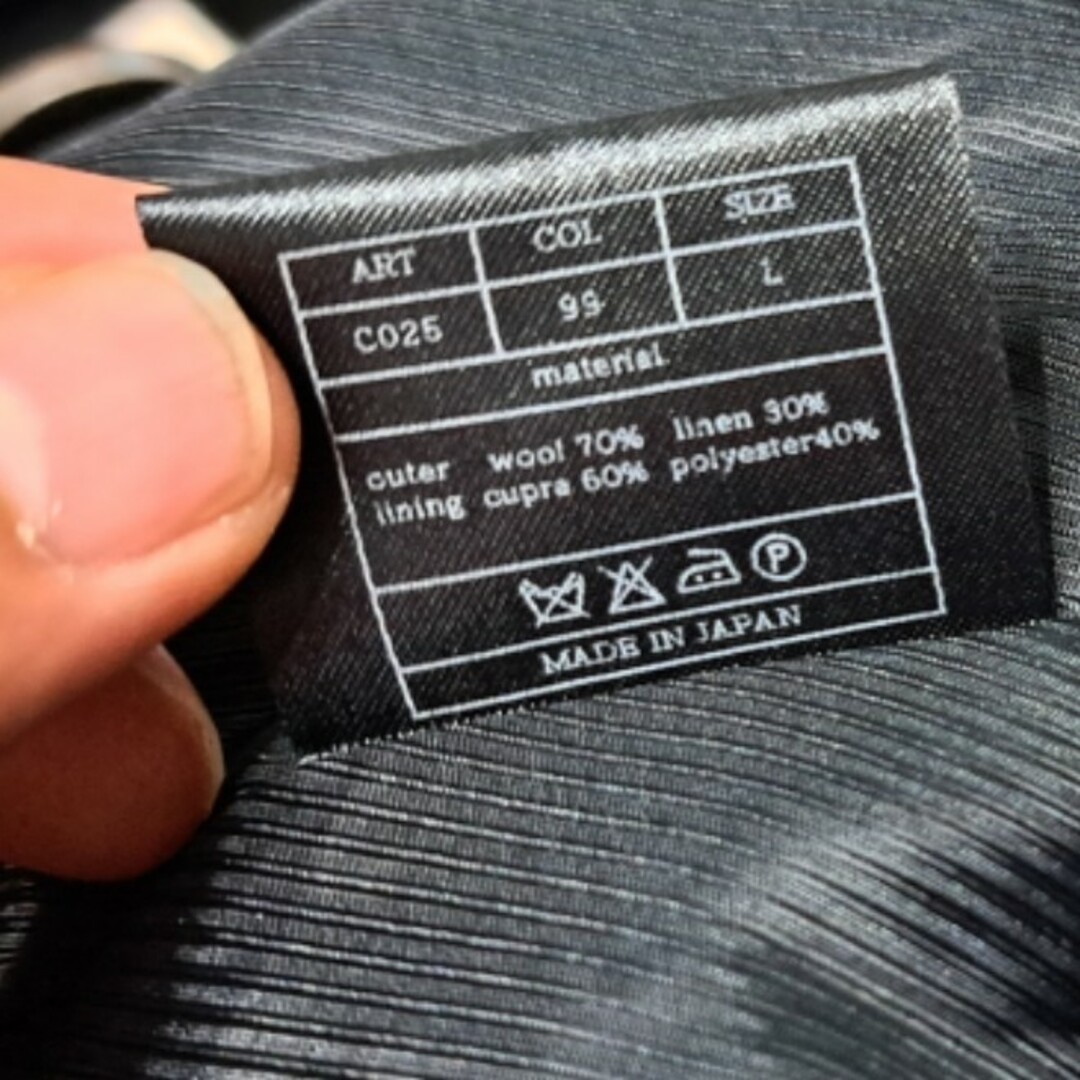 ART COL SIZE
C025 99 L
material
outer wool 70% linen 30%
lining cupra 60% polyester40%
P
MADE IN JAPAN